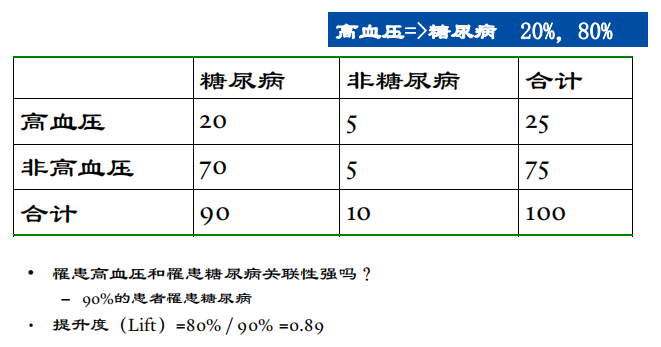 高血压=>糖尿病 20%, 80%
糖尿病 非糖尿病 合计
高血压 20 5 25
非高血压 70 5 75
合计 90 10 100
• 罹患高血压和罹患糖尿病关联性强吗？
– 90%的患者罹患糖尿病
• 提升度（Lift）=80% / 90% =0.89